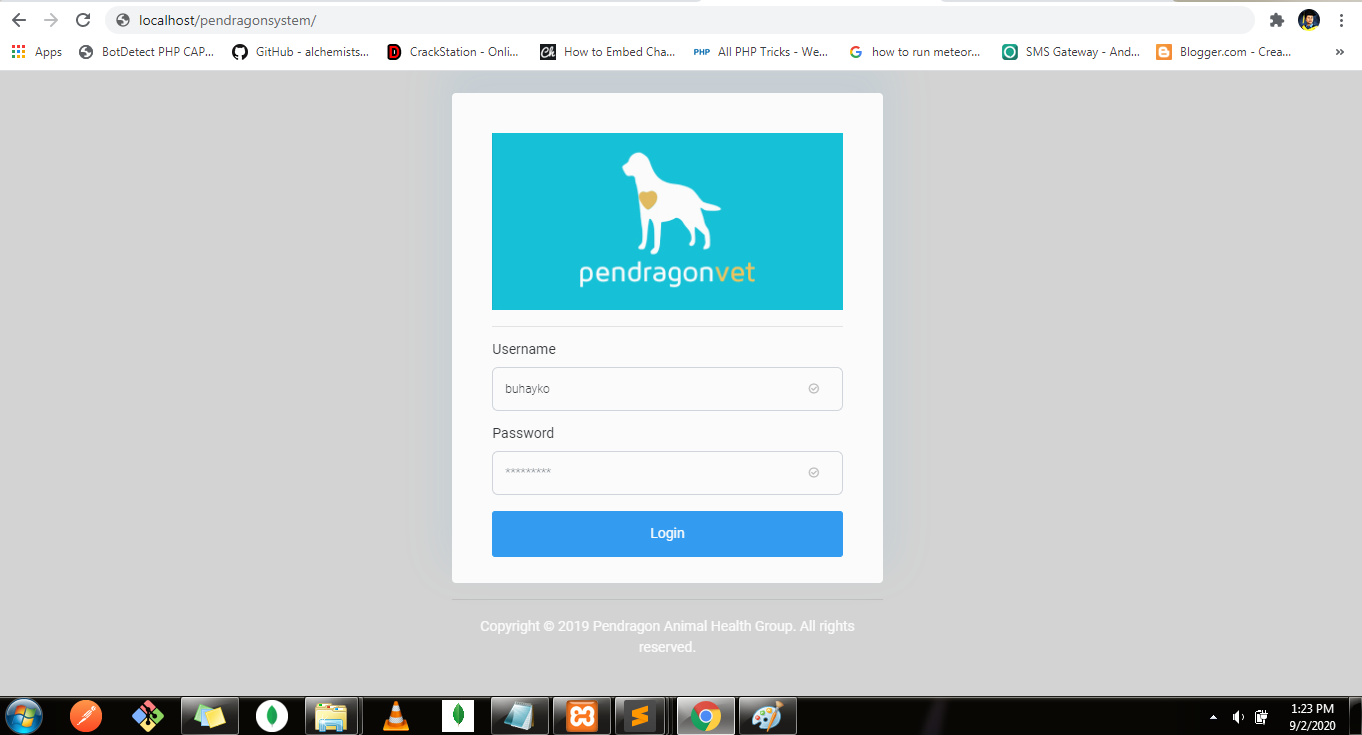 localhost/pendragonsystem/
Apps BotDetect PHP CAP... GitHub - alchemists... CrackStation - Onli... Ch How to Embed Cha... PHP All PHP Tricks - We... how to run meteor... SMS Gateway - And... Blogger.com - Crea... »
pendragonvet
Username
buhayko
Password
*********
Login
Copyright © 2019 Pendragon Animal Health Group. All rights
reserved.
1:23 PM
9/2/2020